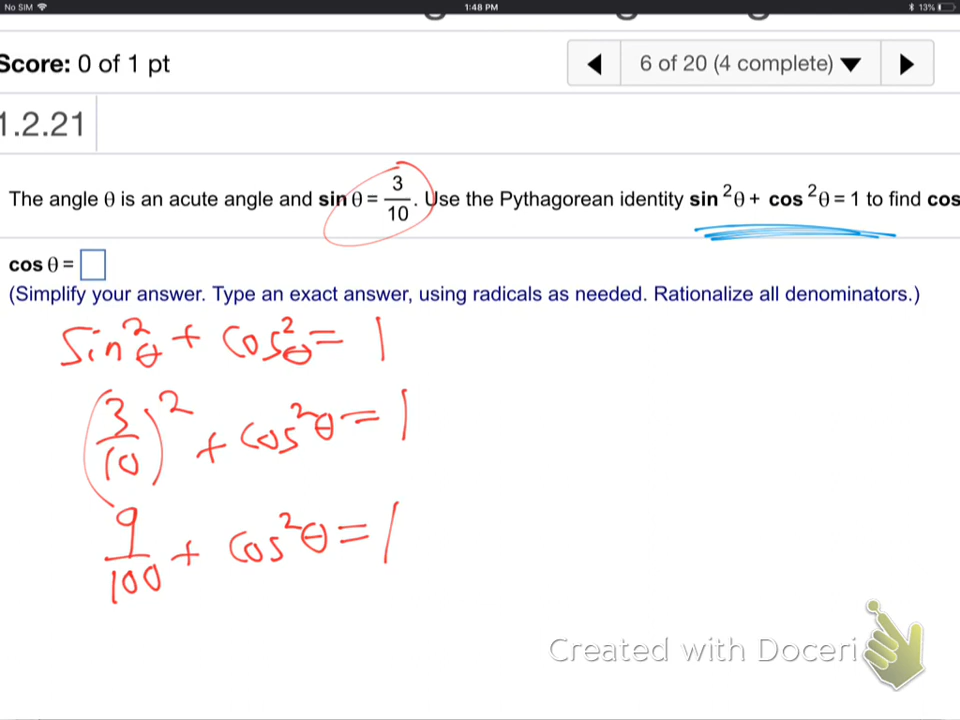 No SIM 1:48 PM 13%
Score: 0 of 1 pt 6 of 20 (4 complete)
1.2.21
The angle θ is an acute angle and sin θ = 3/10. Use the Pythagorean identity sin²θ + cos²θ = 1 to find cos
cos θ =
(Simplify your answer. Type an exact answer, using radicals as needed. Rationalize all denominators.)
sin²θ + cos²θ = 1
(3/10)² + cos²θ = 1
9/100 + cos²θ = 1
Created with Doceri